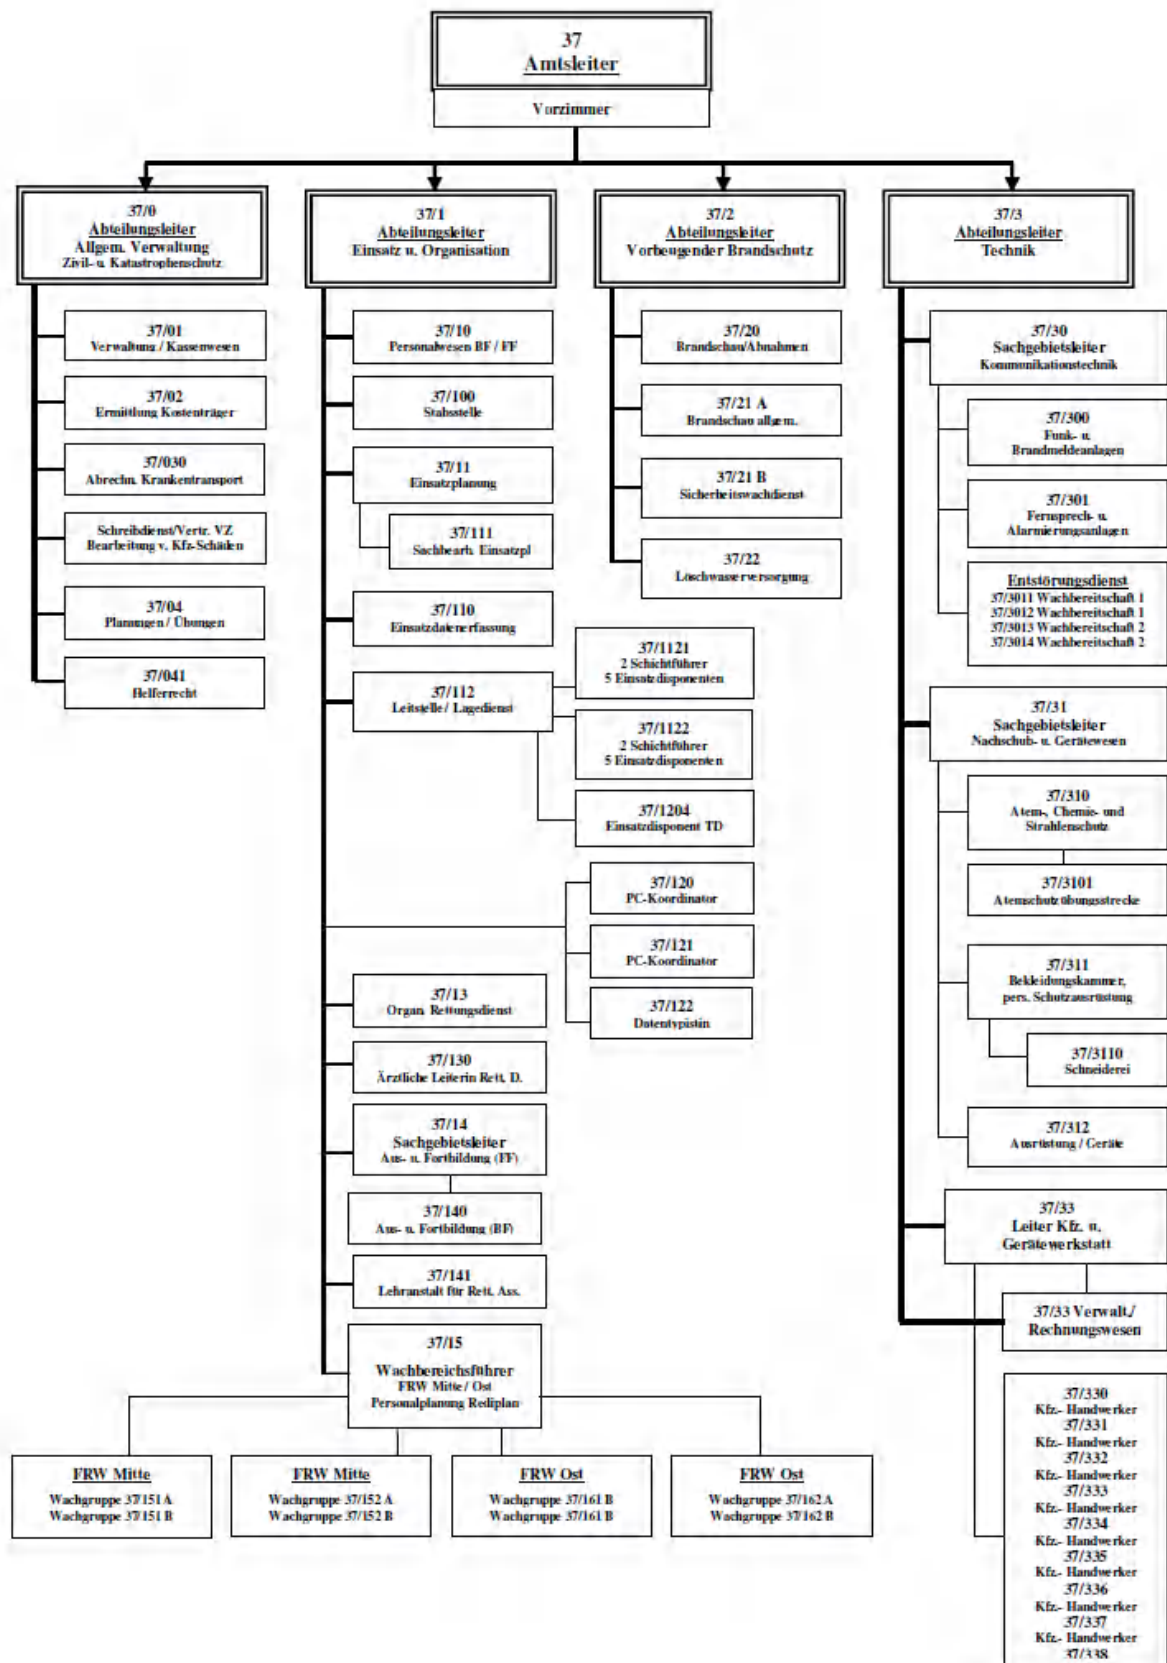 37
Amtsleiter
Vorzimmer
37/0
Abteilungsleiter
Allgem. Verwaltung
Zivil- u. Katastrophenschutz
37/01
Verwaltung / Kassenwesen
37/02
Ermittlung Kostenträger
37/030
Abrechn. Krankentransport
Schreibdienst/Vertr. VZ
Bearbeitung v. Kfz-Schäden
37/04
Planungen / Übungen
37/041
Helferrecht
37/1
Abteilungsleiter
Einsatz u. Organisation
37/10
Personalwesen BF / FF
37/100
Stabsstelle
37/11
Einsatzplanung
37/111
Sachbearb. Einsatzpl
37/110
Einsatzdatenerfassung
37/112
Leitstelle / Lagedienst
37/1121
2 Schichtführer
5 Einsatzdisponenten
37/1122
2 Schichtführer
5 Einsatzdisponenten
37/1204
Einsatzdisponent TD
37/120
PC-Koordinator
37/121
PC-Koordinator
37/122
Datentypistin
37/13
Organ. Rettungsdienst
37/130
Ärztliche Leiterin Rett. D.
37/14
Sachgebietsleiter
Aus- u. Fortbildung (FF)
37/140
Aus- u. Fortbildung (BF)
37/141
Lehranstalt für Rett. Ass.
37/15
Wachbereichsführer
FRW Mitte / Ost
Personalplanung Rediplan
FRW Mitte
Wachgruppe 37/151 A
Wachgruppe 37/151 B
FRW Mitte
Wachgruppe 37/152 A
Wachgruppe 37/152 B
FRW Ost
Wachgruppe 37/161 B
Wachgruppe 37/161 B
FRW Ost
Wachgruppe 37/162 A
Wachgruppe 37/162 B
37/2
Abteilungsleiter
Vorbeugender Brandschutz
37/20
Brandschau/Abnahmen
37/21 A
Brandschau allgem.
37/21 B
Sicherheitswachdienst
37/22
Löschwasserversorgung
37/3
Abteilungsleiter
Technik
37/30
Sachgebietsleiter
Kommunikationstechnik
37/300
Funk- u.
Brandmeldeanlagen
37/301
Fernsprech- u.
Alarmierungsanlagen
Entstörungsdienst
37/3011 Wachbereitschaft 1
37/3012 Wachbereitschaft 1
37/3013 Wachbereitschaft 2
37/3014 Wachbereitschaft 2
37/31
Sachgebietsleiter
Nachschub- u. Gerätewesen
37/310
Atem-, Chemie- und
Strahlenschutz
37/3101
Atemschutzübungsstrecke
37/311
Bekleidungskammer,
pers. Schutzausrüstung
37/3110
Schneiderei
37/312
Ausrüstung / Geräte
37/33
Leiter Kfz. u.
Gerätewerkstatt
37/33 Verwalt./
Rechnungswesen
37/330
Kfz.- Handwerker
37/331
Kfz.- Handwerker
37/332
Kfz.- Handwerker
37/333
Kfz.- Handwerker
37/334
Kfz.- Handwerker
37/335
Kfz.- Handwerker
37/336
Kfz.- Handwerker
37/337
Kfz.- Handwerker
37/338